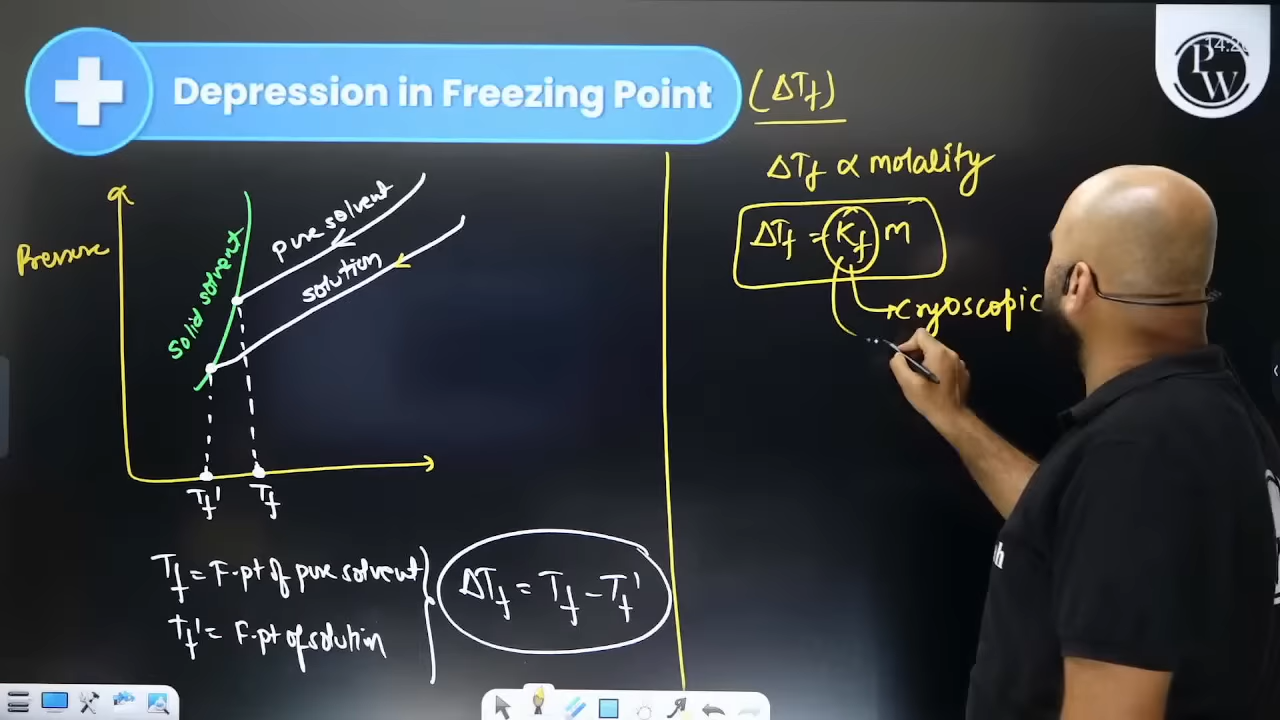 Depression in Freezing Point (ΔTf)
PW
ΔTf ∝ molality
ΔTf = Kf m
cryoscopic
Pressure
solid solvent
pure solvent
solution
Tf' Tf
Tf = F.pt of pure solvent
Tf' = F.pt of solution
ΔTf = Tf - Tf'
h